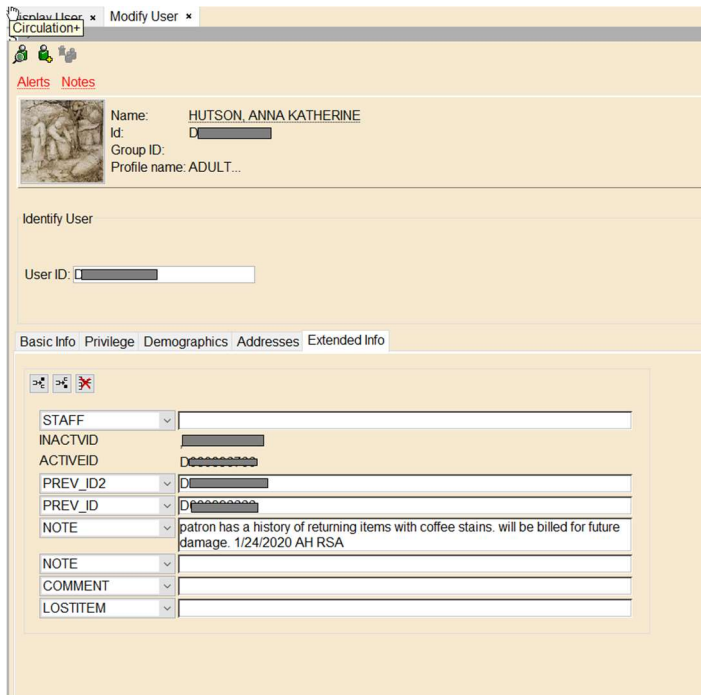 Display User × Modify User ×
Circulation+
Alerts Notes
Name: HUTSON, ANNA KATHERINE
Id: D
Group ID:
Profile name: ADULT...
Identify User
User ID: D
Basic Info Privilege Demographics Addresses Extended Info
STAFF
INACTVID
ACTIVEID D
PREV_ID2 D
PREV_ID D
NOTE patron has a history of returning items with coffee stains. will be billed for future
damage. 1/24/2020 AH RSA
NOTE
COMMENT
LOSTITEM